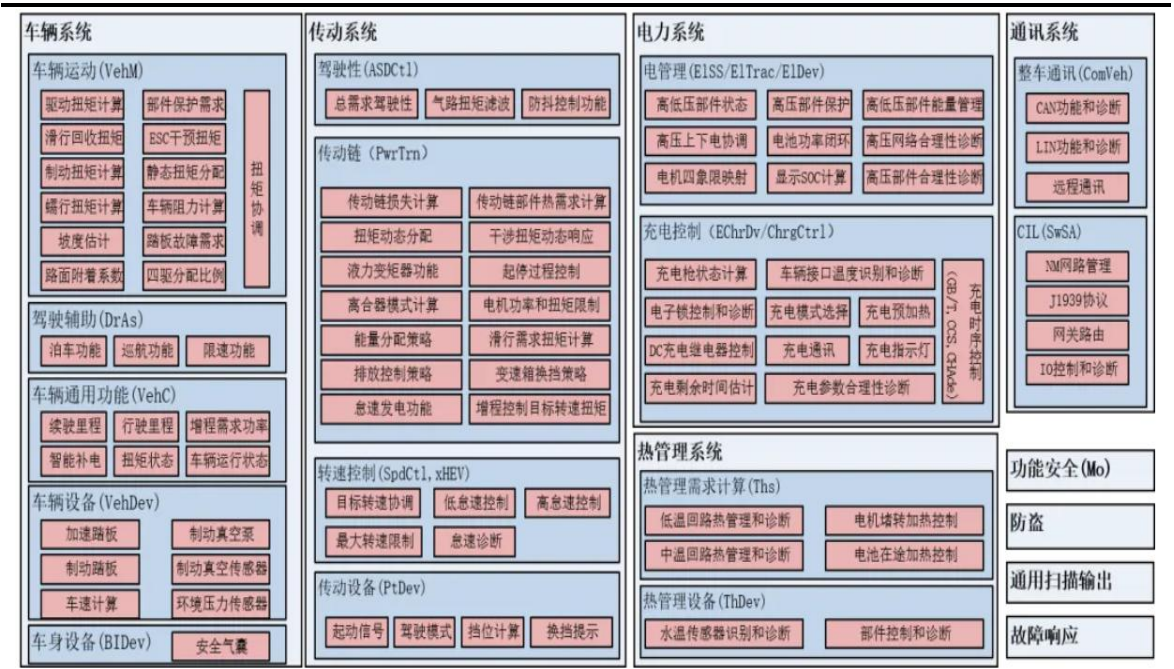 车辆系统
车辆运动(VehM)
驱动扭矩计算 部件保护需求
滑行回收扭矩 ESC干预扭矩
制动扭矩计算 静态扭矩分配
蠕行扭矩计算 车辆阻力计算
坡度估计 踏板故障需求
路面附着系数 四驱分配比例
扭矩协调
驾驶辅助(DrAs)
泊车功能 巡航功能 限速功能
车辆通用功能(VehC)
续驶里程 行驶里程 增程需求功率
智能补电 扭矩状态 车辆运行状态
车辆设备(VehDev)
加速踏板 制动真空泵
制动踏板 制动真空传感器
车速计算 环境压力传感器
车身设备(BIDev)
安全气囊
传动系统
驾驶性(ASDCtl)
总需求驾驶性 气路扭矩滤波 防抖控制功能
传动链（PwrTrn）
传动链损失计算 传动链部件热需求计算
扭矩动态分配 干涉扭矩动态响应
液力变矩器功能 起停过程控制
离合器模式计算 电机功率和扭矩限制
能量分配策略 滑行需求扭矩计算
排放控制策略 变速箱换挡策略
怠速发电功能 增程控制目标转速扭矩
转速控制(SpdCtl,xHEV)
目标转速协调 低怠速控制 高怠速控制
最大转速限制 怠速诊断
传动设备(PtDev)
起动信号 驾驶模式 挡位计算 换挡提示
电力系统
电管理(ElSS/ElTrac/ElDev)
高低压部件状态 高压部件保护 高低压部件能量管理
高压上下电协调 电池功率闭环 高压网络合理性诊断
电机四象限映射 显示SOC计算 高压部件合理性诊断
充电控制（EChrDv/ChrgCtrl）
充电枪状态计算 车辆接口温度识别和诊断
电子锁控制和诊断 充电模式选择 充电预加热
DC充电继电器控制 充电通讯 充电指示灯
充电剩余时间估计 充电参数合理性诊断
充电时序控制
(GB/T, CCS, CHAde)
热管理系统
热管理需求计算(Ths)
低温回路热管理和诊断 电机堵转加热控制
中温回路热管理和诊断 电池在途加热控制
热管理设备(ThDev)
水温传感器识别和诊断 部件控制和诊断
通讯系统
整车通讯(ComVeh)
CAN功能和诊断
LIN功能和诊断
远程通讯
CIL(SwSA)
NM网路管理
J1939协议
网关路由
IO控制和诊断
功能安全(Mo)
防盗
通用扫描输出
故障响应